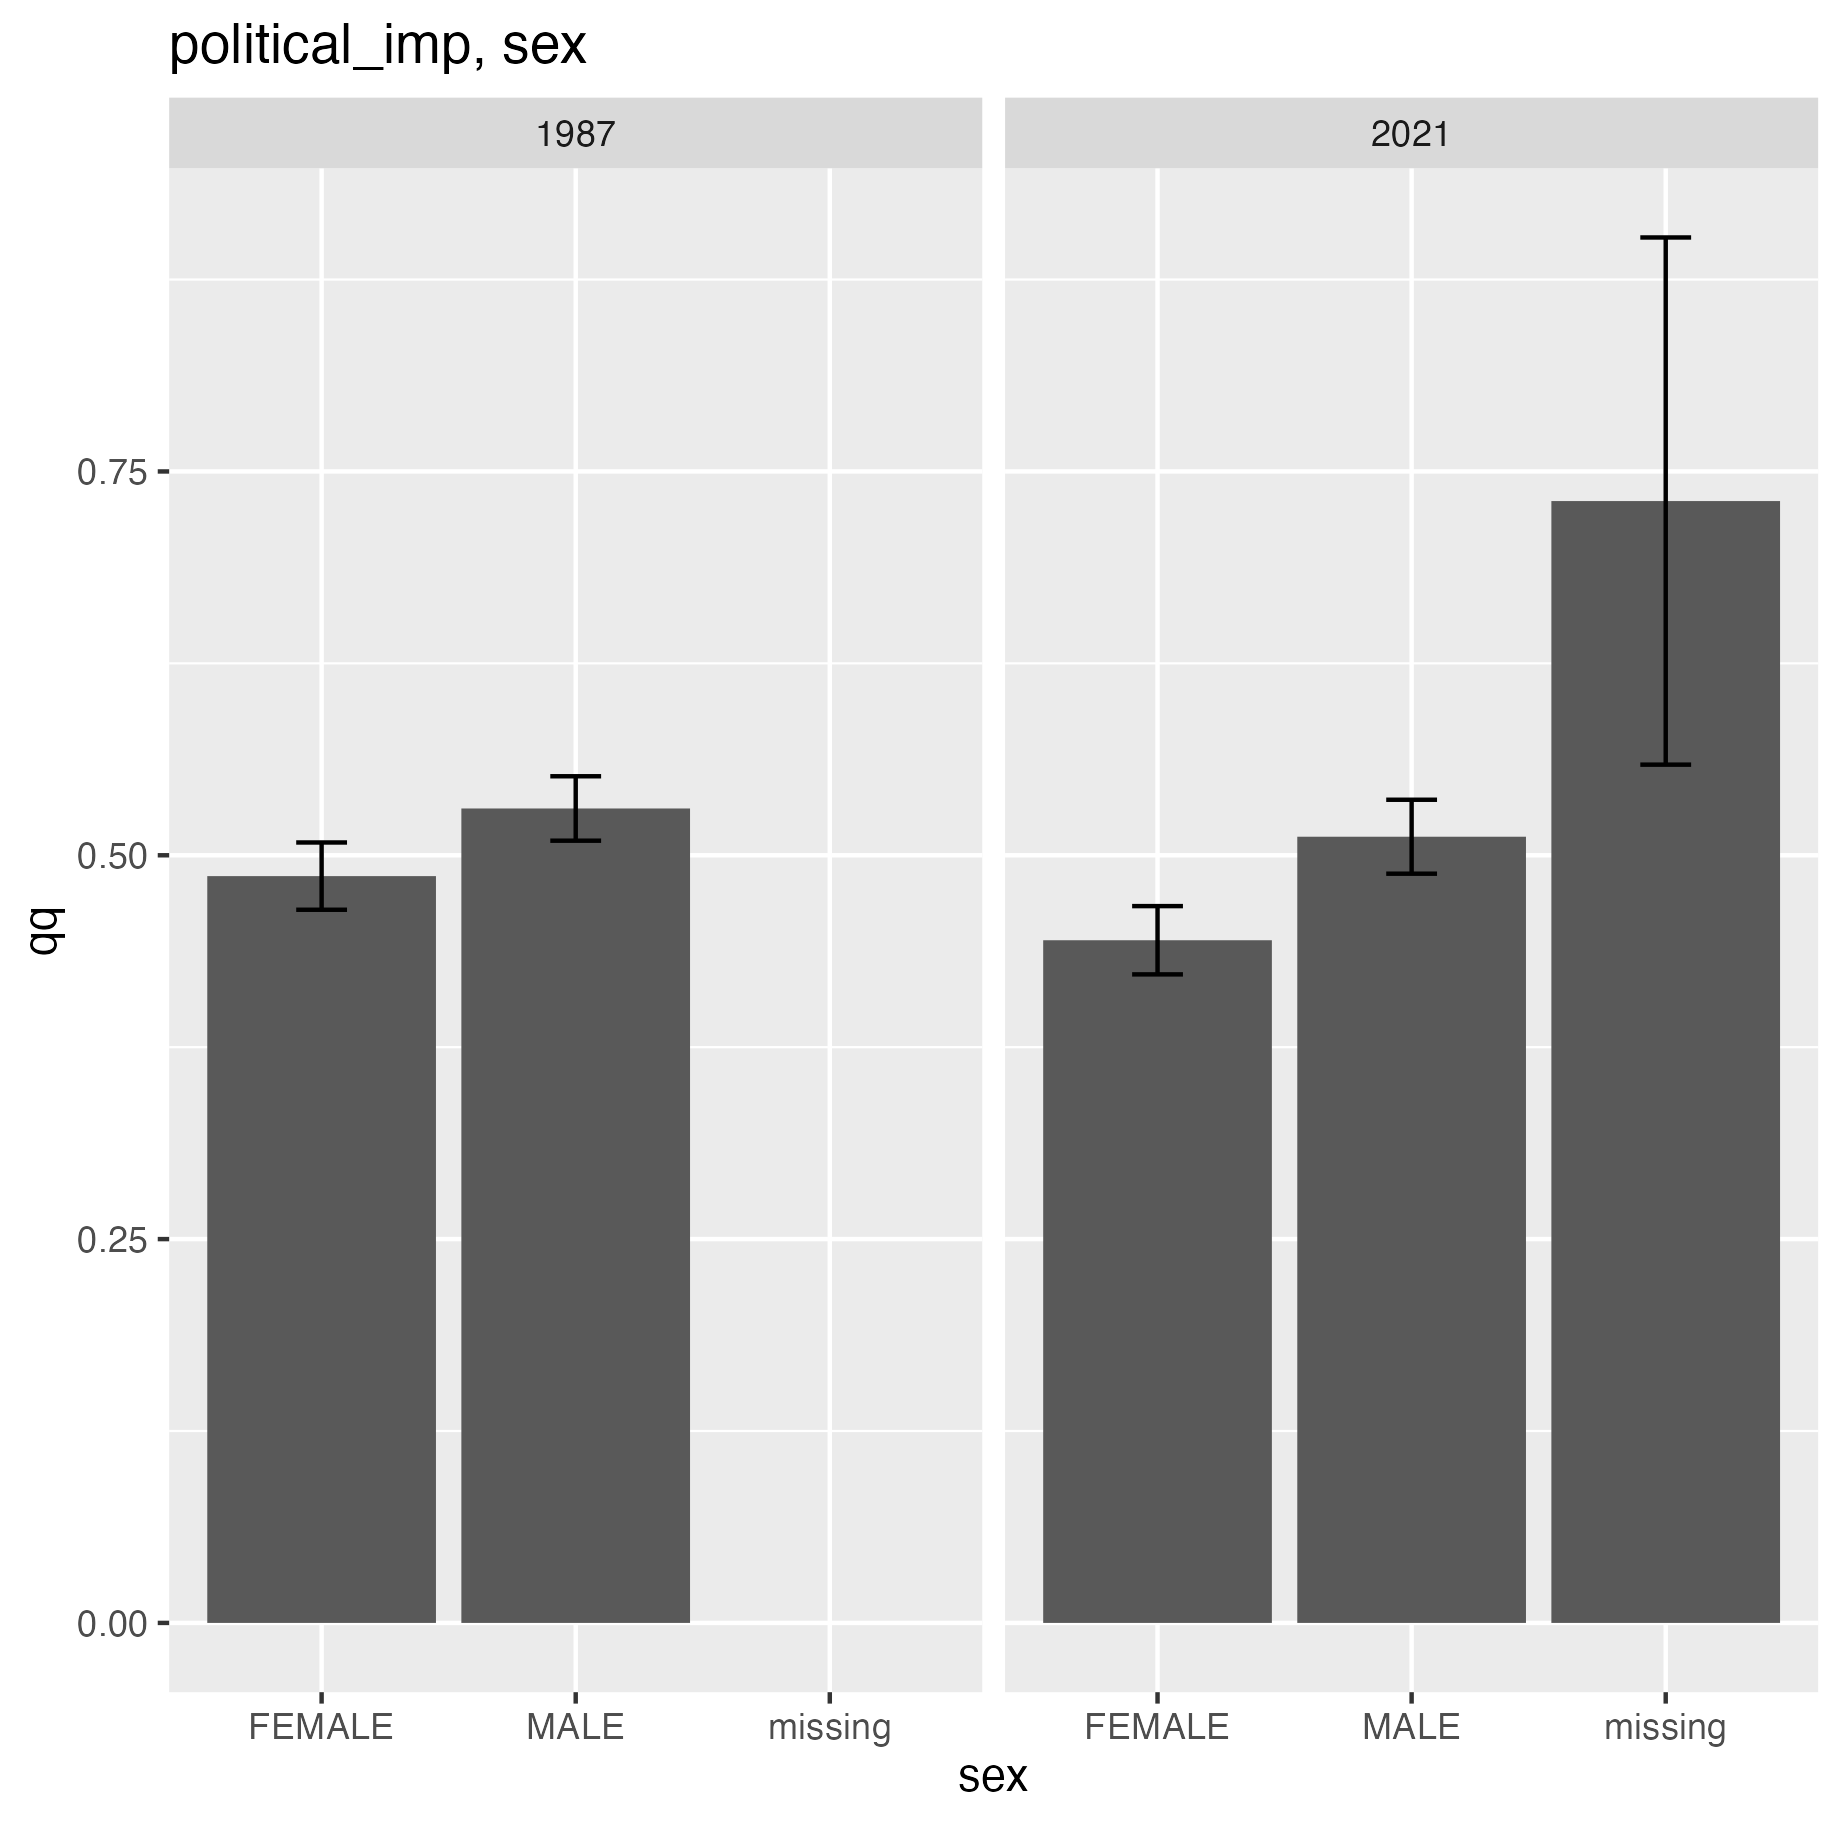 political_imp, sex
1987
2021
0.75
0.50
0.25
0.00
qq
FEMALE MALE missing
FEMALE MALE missing
sex